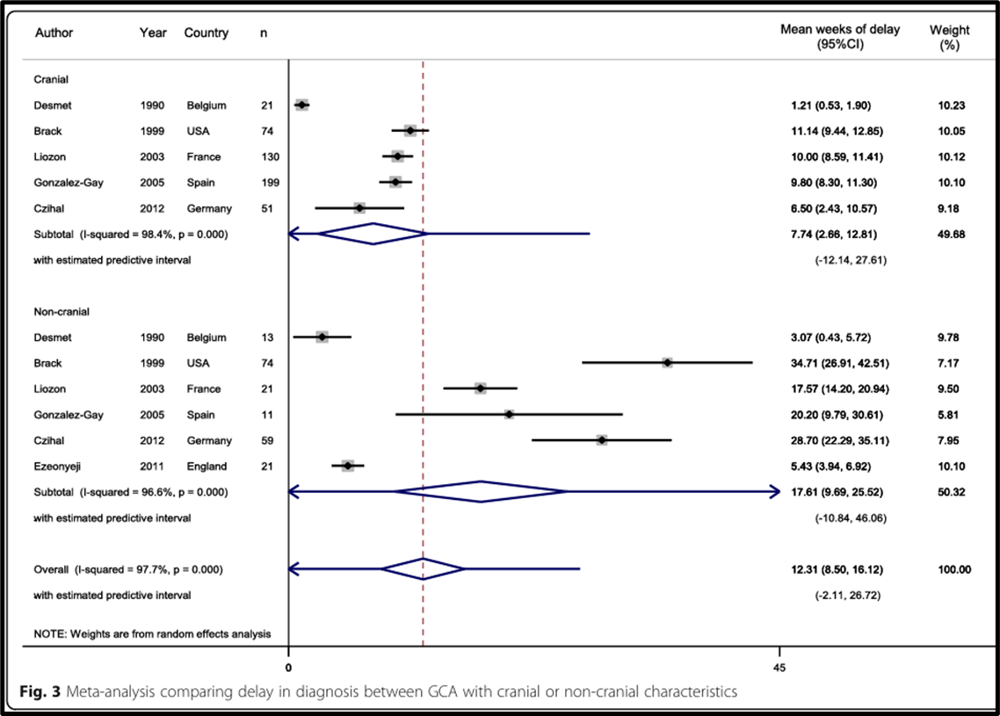 Author Year Country n Mean weeks of delay (95%CI) Weight (%)
Cranial
Desmet 1990 Belgium 21 1.21 (0.53, 1.90) 10.23
Brack 1999 USA 74 11.14 (9.44, 12.85) 10.05
Liozon 2003 France 130 10.00 (8.59, 11.41) 10.12
Gonzalez-Gay 2005 Spain 199 9.80 (8.30, 11.30) 10.10
Czihal 2012 Germany 51 6.50 (2.43, 10.57) 9.18
Subtotal (I-squared = 98.4%, p = 0.000) 7.74 (2.66, 12.81) 49.68
with estimated predictive interval (-12.14, 27.61)
Non-cranial
Desmet 1990 Belgium 13 3.07 (0.43, 5.72) 9.78
Brack 1999 USA 74 34.71 (26.91, 42.51) 7.17
Liozon 2003 France 21 17.57 (14.20, 20.94) 9.50
Gonzalez-Gay 2005 Spain 11 20.20 (9.79, 30.61) 5.81
Czihal 2012 Germany 59 28.70 (22.29, 35.11) 7.95
Ezeonyeji 2011 England 21 5.43 (3.94, 6.92) 10.10
Subtotal (I-squared = 96.6%, p = 0.000) 17.61 (9.69, 25.52) 50.32
with estimated predictive interval (-10.84, 46.06)
Overall (I-squared = 97.7%, p = 0.000) 12.31 (8.50, 16.12) 100.00
with estimated predictive interval (-2.11, 26.72)
NOTE: Weights are from random effects analysis
0 45
Fig. 3 Meta-analysis comparing delay in diagnosis between GCA with cranial or non-cranial characteristics